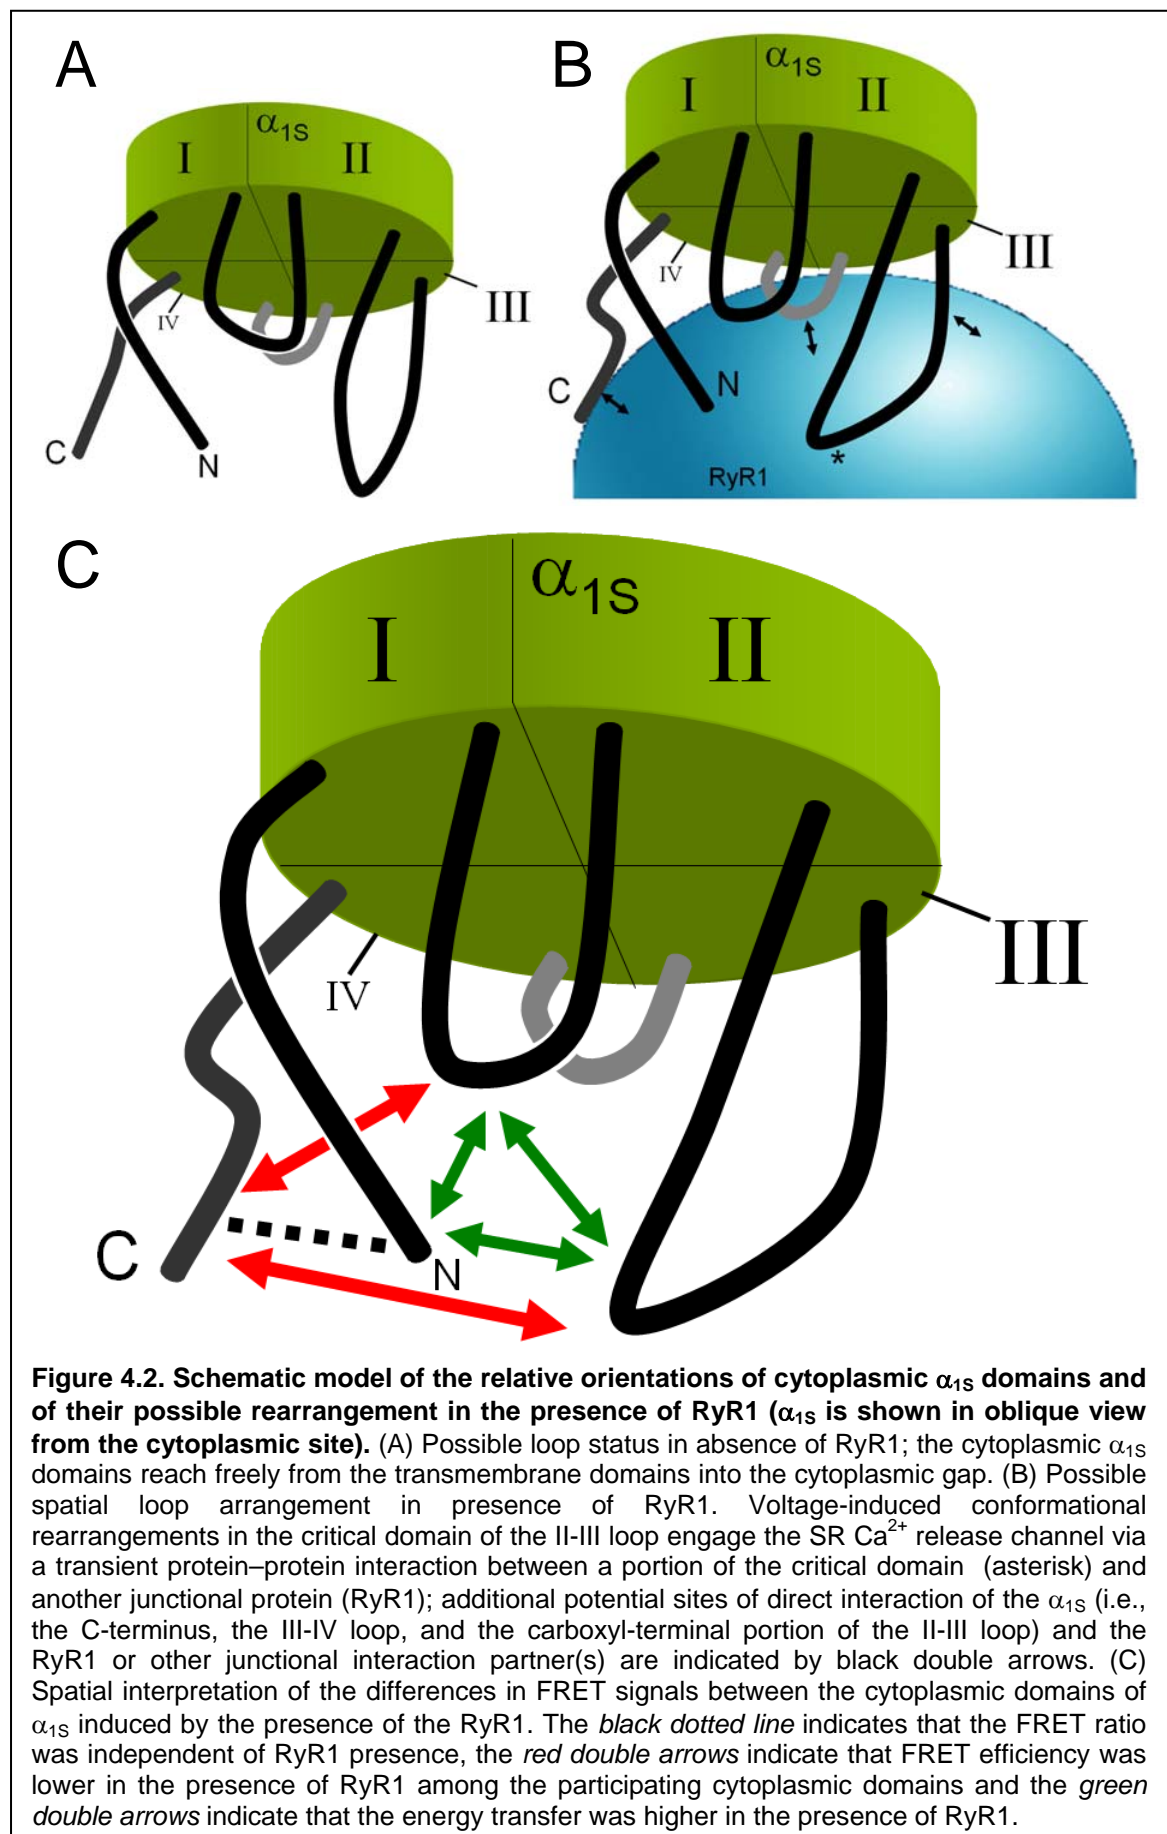 A
α1S
I
II
III
IV
C
N
B
α1S
I
II
III
IV
C
N
*
RyR1
C
α1S
I
II
III
IV
C
N
Figure 4.2. Schematic model of the relative orientations of cytoplasmic α1S domains and
of their possible rearrangement in the presence of RyR1 (α1S is shown in oblique view
from the cytoplasmic site). (A) Possible loop status in absence of RyR1; the cytoplasmic α1S
domains reach freely from the transmembrane domains into the cytoplasmic gap. (B) Possible
spatial loop arrangement in presence of RyR1. Voltage-induced conformational
rearrangements in the critical domain of the II-III loop engage the SR Ca2+ release channel via
a transient protein–protein interaction between a portion of the critical domain (asterisk) and
another junctional protein (RyR1); additional potential sites of direct interaction of the α1S (i.e.,
the C-terminus, the III-IV loop, and the carboxyl-terminal portion of the II-III loop) and the
RyR1 or other junctional interaction partner(s) are indicated by black double arrows. (C)
Spatial interpretation of the differences in FRET signals between the cytoplasmic domains of
α1S induced by the presence of the RyR1. The black dotted line indicates that the FRET ratio
was independent of RyR1 presence, the red double arrows indicate that FRET efficiency was
lower in the presence of RyR1 among the participating cytoplasmic domains and the green
double arrows indicate that the energy transfer was higher in the presence of RyR1.